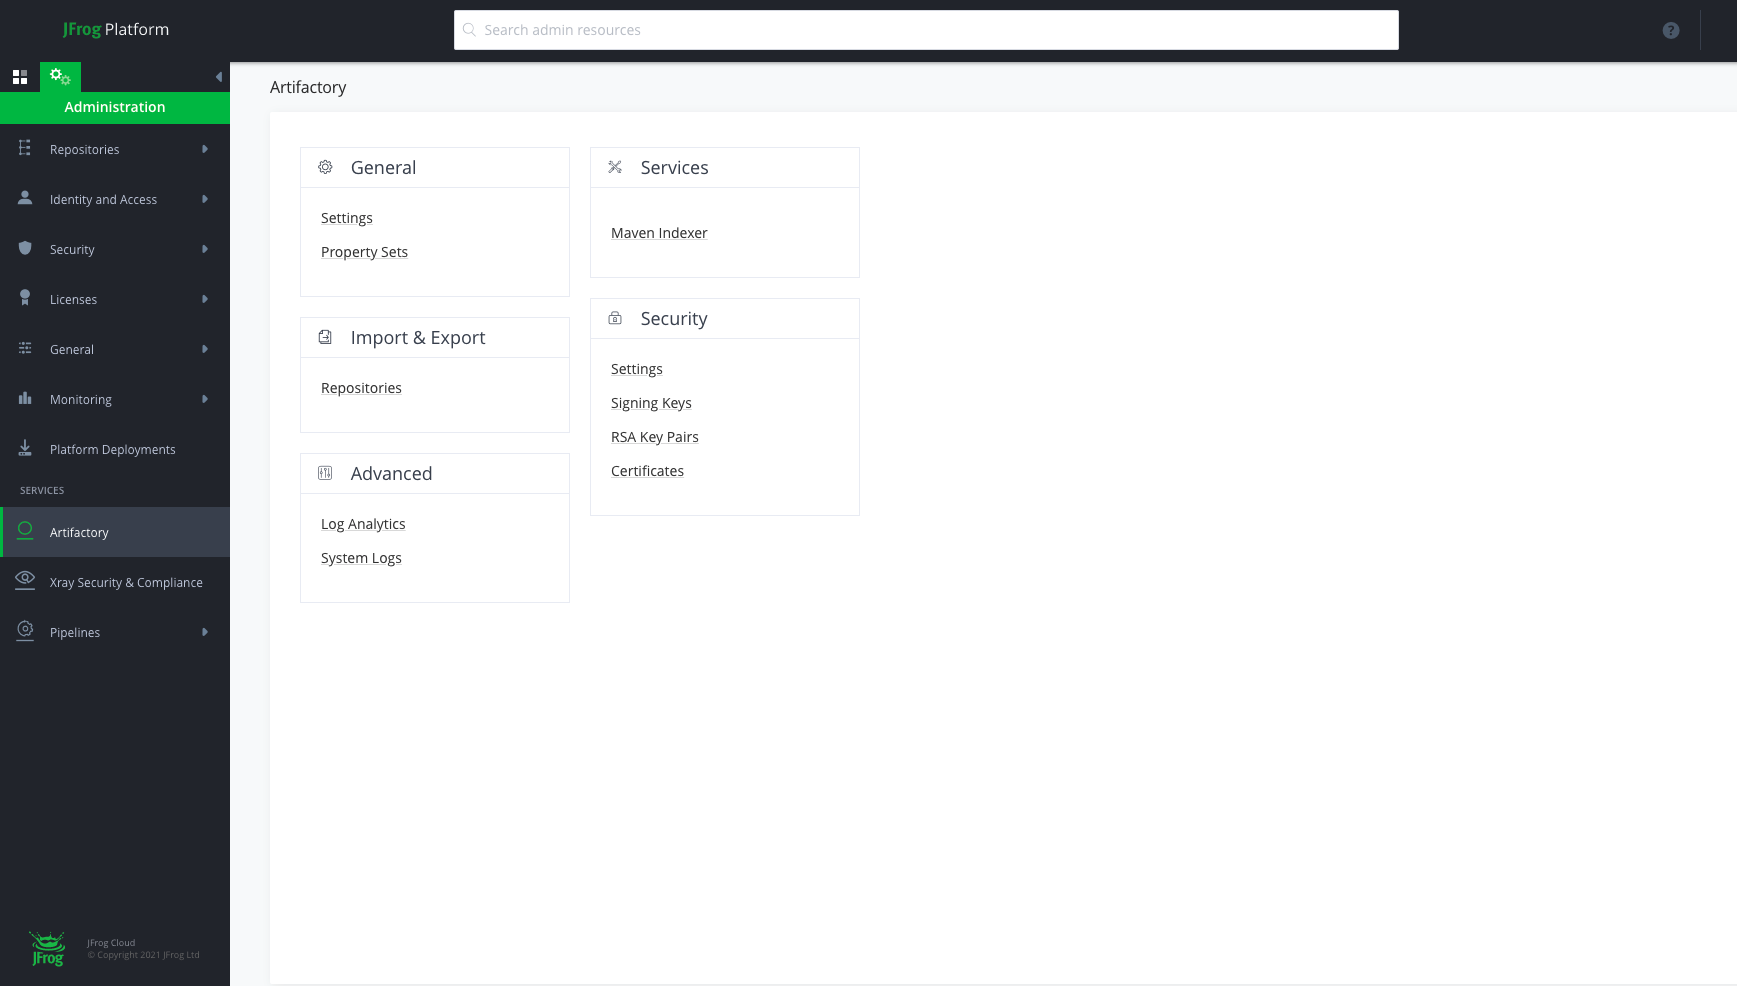 JFrog Platform
Search admin resources
?
Administration
Repositories
Identity and Access
Security
Licenses
General
Monitoring
Platform Deployments
SERVICES
Artifactory
Xray Security & Compliance
Pipelines
JFrog
JFrog Cloud
© Copyright 2021 JFrog Ltd
Artifactory
General
Settings
Property Sets
Import & Export
Repositories
Advanced
Log Analytics
System Logs
Services
Maven Indexer
Security
Settings
Signing Keys
RSA Key Pairs
Certificates